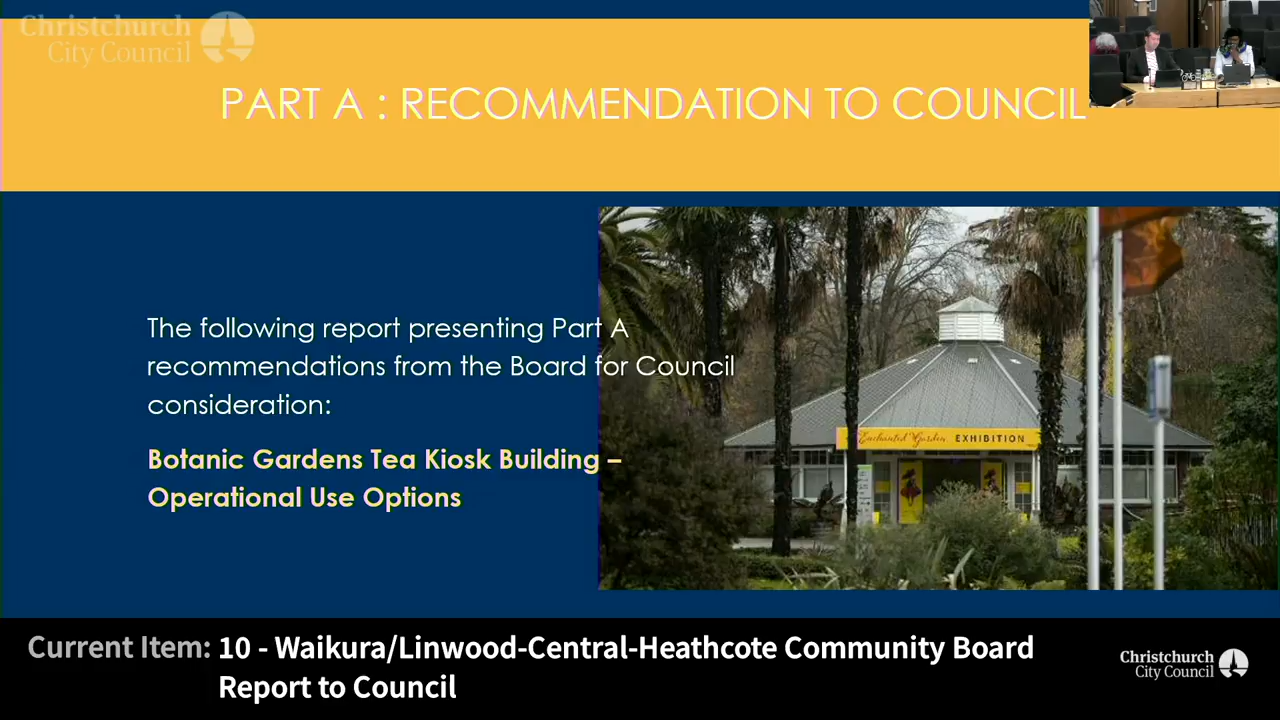 Christchurch
City Council
PART A : RECOMMENDATION TO COUNCIL
The following report presenting Part A
recommendations from the Board for Council
consideration:
Botanic Gardens Tea Kiosk Building –
Operational Use Options
Enchanted Garden EXHIBITION
Current Item: 10 - Waikura/Linwood-Central-Heathcote Community Board
Report to Council
Christchurch
City Council